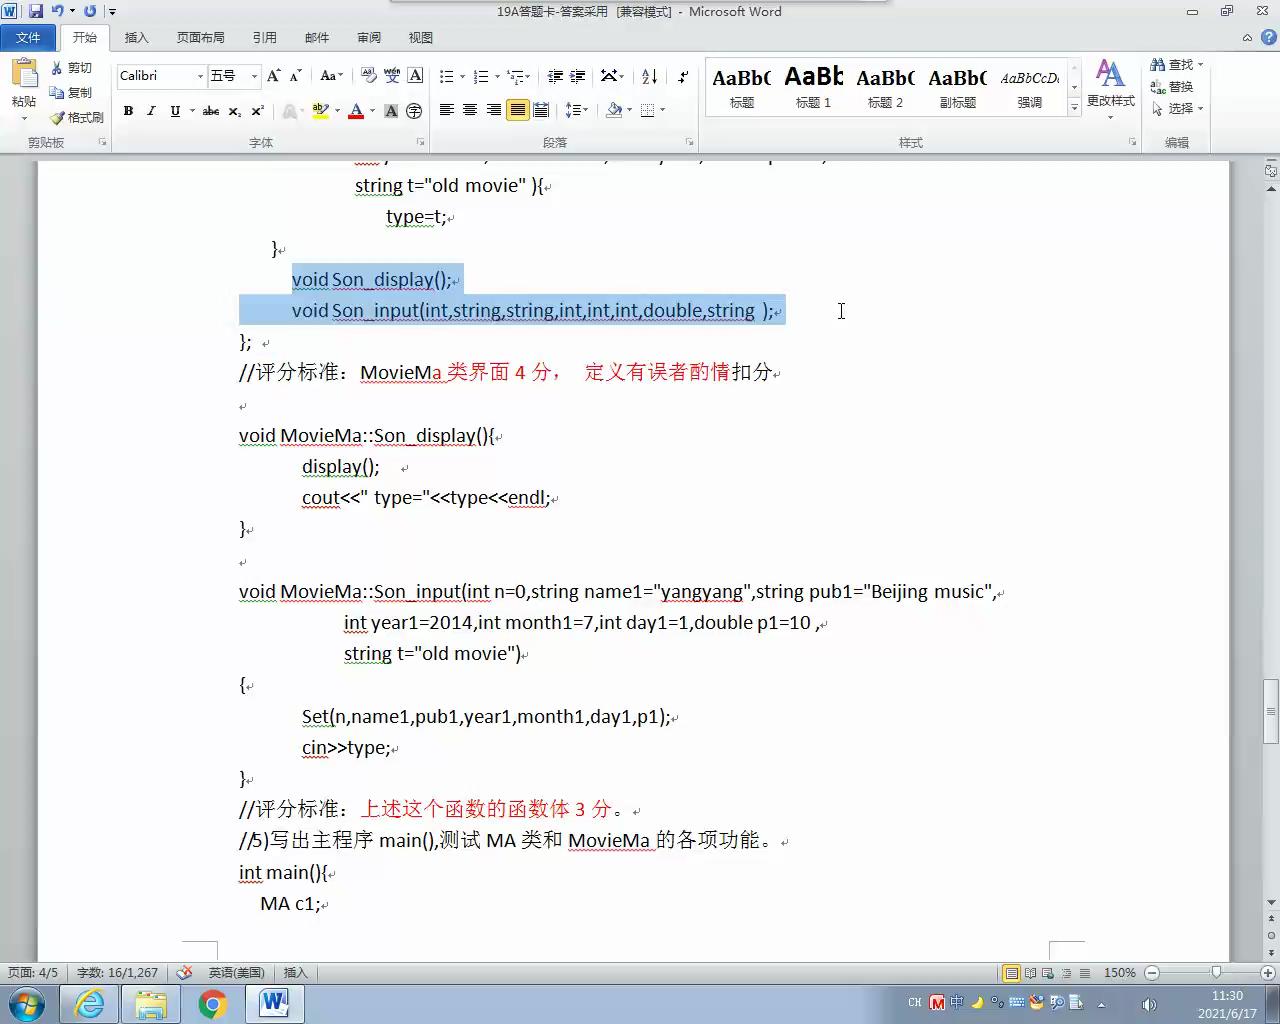 19A答题卡-答案采用 [兼容模式] - Microsoft Word
文件 开始 插入 页面布局 引用 邮件 审阅 视图
粘贴 剪切 复制 格式刷
Calibri 五号
AaBbC AaBb AaBbC AaBbC AaBbCcD
标题 标题 1 标题 2 副标题 强调
更改样式
查找 替换 选择
剪贴板 字体 段落 样式 编辑
string t="old movie" ){
type=t;
}
void Son_display();
void Son_input(int,string,string,int,int,int,double,string );
};
//评分标准：MovieMa 类界面 4 分， 定义有误者酌情扣分
void MovieMa::Son_display(){
display();
cout<<" type="<<type<<endl;
}
void MovieMa::Son_input(int n=0,string name1="yangyang",string pub1="Beijing music",
int year1=2014,int month1=7,int day1=1,double p1=10 ,
string t="old movie")
{
Set(n,name1,pub1,year1,month1,day1,p1);
cin>>type;
}
//评分标准：上述这个函数的函数体 3 分。
//5)写出主程序 main(),测试 MA 类和 MovieMa 的各项功能。
int main(){
MA c1;
页面: 4/5 字数: 16/1,267 英语(美国) 插入 150%
CH 中 11:30
2021/6/17